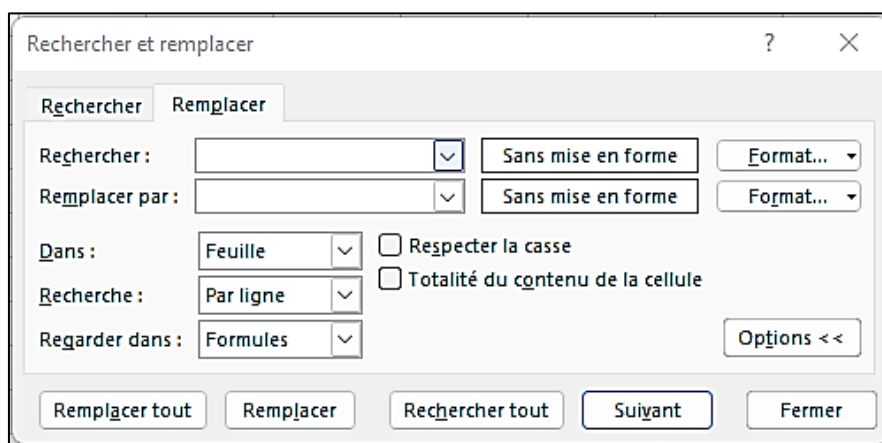 Rechercher et remplacer ? ×
Rechercher Remplacer
Rechercher : Sans mise en forme Format...
Remplacer par : Sans mise en forme Format...
Dans : Feuille Respecter la casse
Totalité du contenu de la cellule
Recherche : Par ligne
Regarder dans : Formules Options <<
Remplacer tout Remplacer Rechercher tout Suivant Fermer